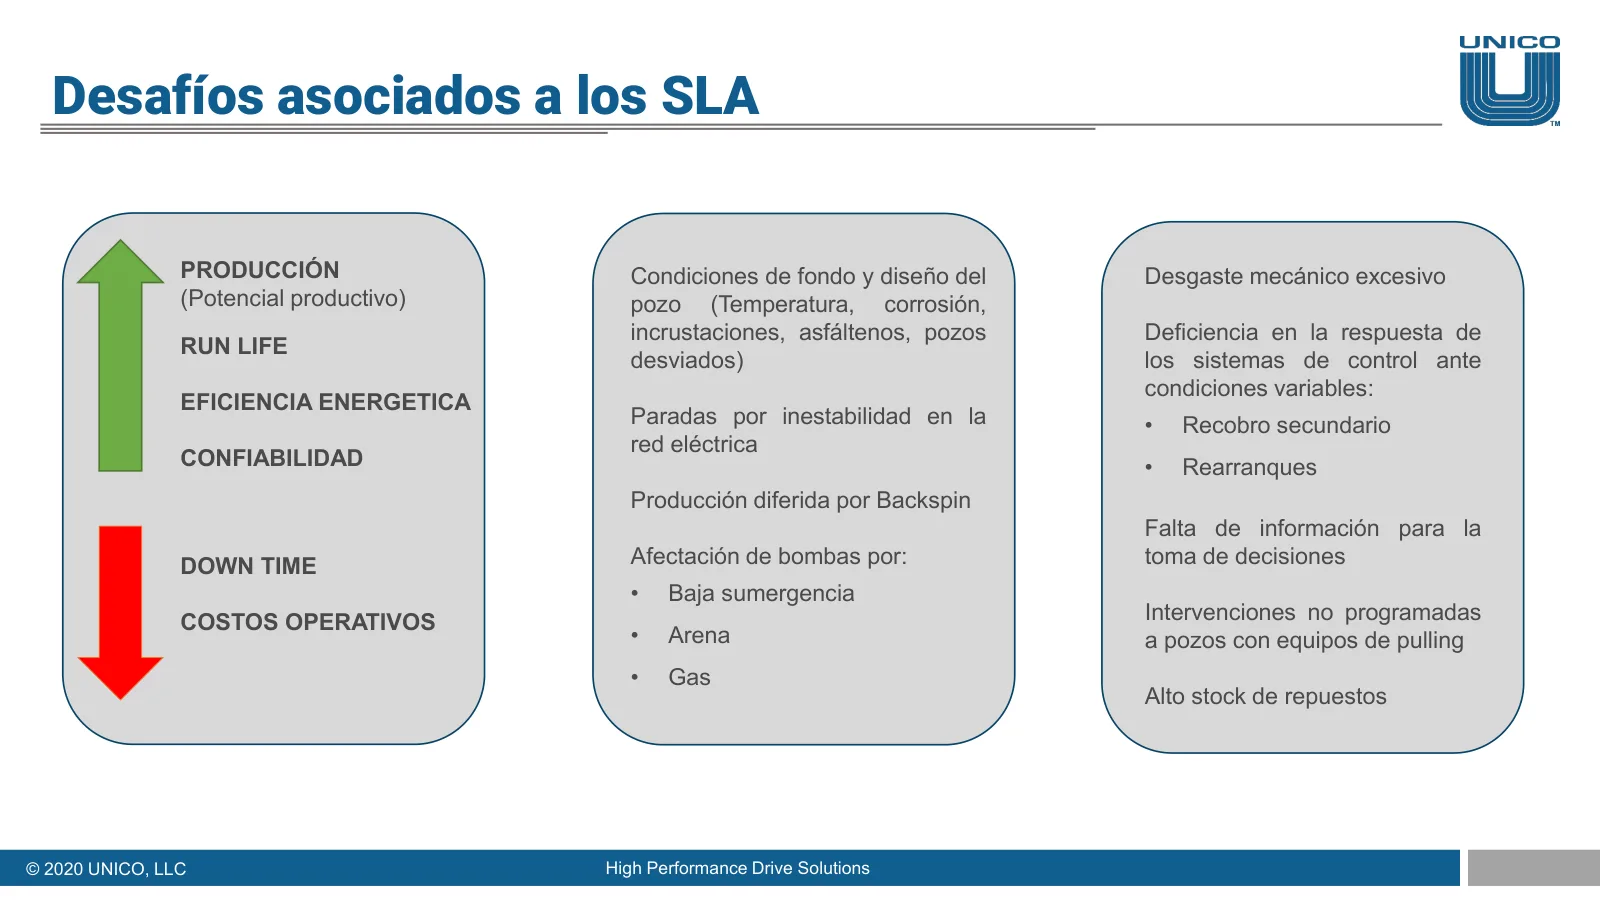 UNICO
TM
Desafíos asociados a los SLA
PRODUCCIÓN
(Potencial productivo)
RUN LIFE
EFICIENCIA ENERGETICA
CONFIABILIDAD
DOWN TIME
COSTOS OPERATIVOS
Condiciones de fondo y diseño del
pozo (Temperatura, corrosión,
incrustaciones, asfáltenos, pozos
desviados)
Paradas por inestabilidad en la
red eléctrica
Producción diferida por Backspin
Afectación de bombas por:
• Baja sumergencia
• Arena
• Gas
Desgaste mecánico excesivo
Deficiencia en la respuesta de
los sistemas de control ante
condiciones variables:
• Recobro secundario
• Rearranques
Falta de información para la
toma de decisiones
Intervenciones no programadas
a pozos con equipos de pulling
Alto stock de repuestos
© 2020 UNICO, LLC
High Performance Drive Solutions